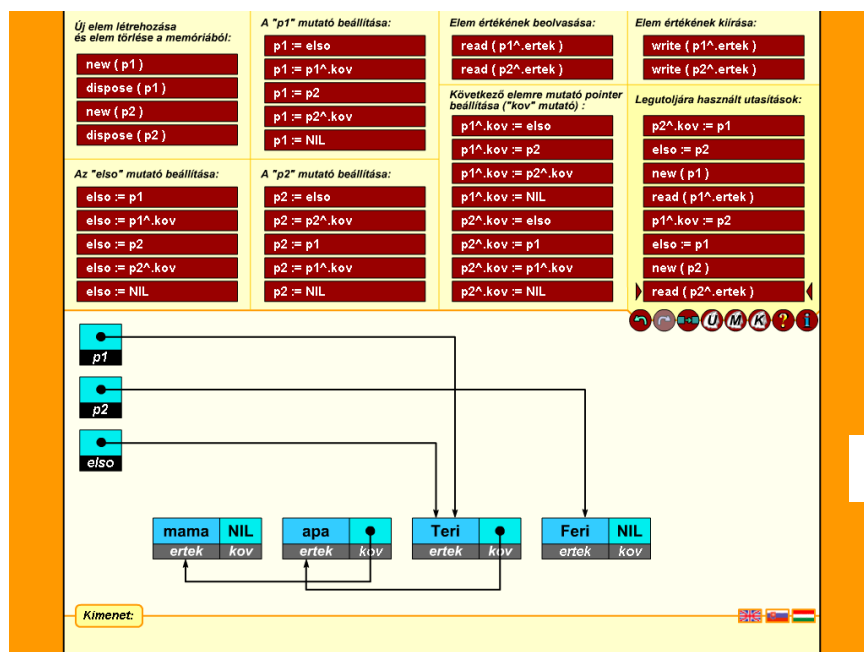 Új elem létrehozása
és elem törlése a memóriából:
new ( p1 )
dispose ( p1 )
new ( p2 )
dispose ( p2 )
A "p1" mutató beállítása:
p1 := elso
p1 := p1^.kov
p1 := p2
p1 := p2^.kov
p1 := NIL
Elem értékének beolvasása:
read ( p1^.ertek )
read ( p2^.ertek )
Elem értékének kiírása:
write ( p1^.ertek )
write ( p2^.ertek )
Az "elso" mutató beállítása:
elso := p1
elso := p1^.kov
elso := p2
elso := p2^.kov
elso := NIL
A "p2" mutató beállítása:
p2 := elso
p2 := p2^.kov
p2 := p1
p2 := p1^.kov
p2 := NIL
Következő elemre mutató pointer
beállítása ("kov" mutató) :
p1^.kov := elso
p1^.kov := p2
p1^.kov := p2^.kov
p1^.kov := NIL
p2^.kov := elso
p2^.kov := p1
p2^.kov := p1^.kov
p2^.kov := NIL
Legutoljára használt utasítások:
p2^.kov := p1
elso := p2
new ( p1 )
read ( p1^.ertek )
p1^.kov := p2
elso := p1
new ( p2 )
read ( p2^.ertek )
U M K ? i
p1
p2
elso
mama NIL apa Teri Feri NIL
ertek kov ertek kov ertek kov ertek kov
Kimenet: